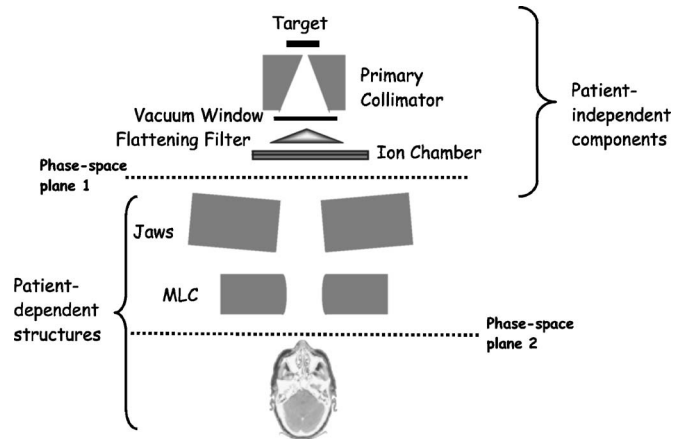 Target
Primary
Collimator
Patient-
independent
components
Vacuum Window
Flattening Filter
Ion Chamber
Phase-space
plane 1
Jaws
Patient-
dependent
structures
MLC
Phase-space
plane 2